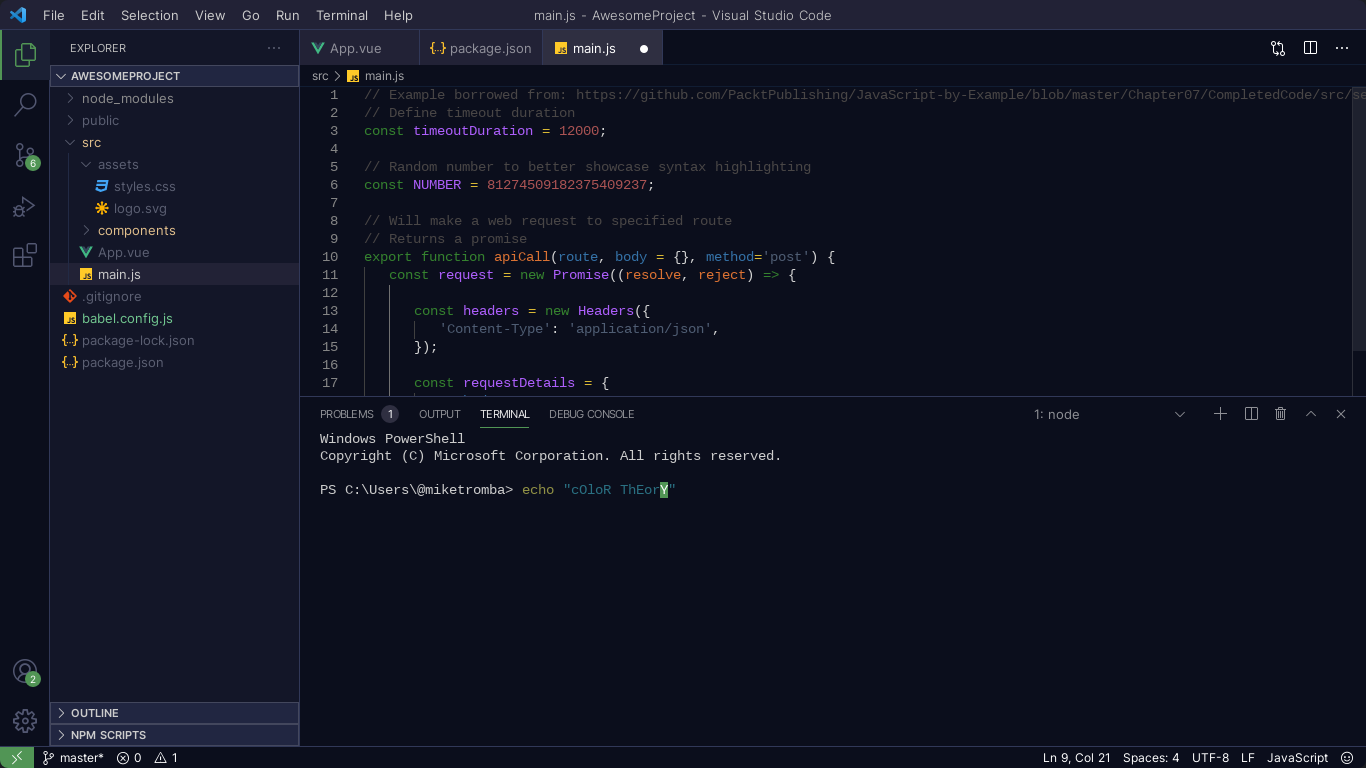 File Edit Selection View Go Run Terminal Help
main.js - AwesomeProject - Visual Studio Code
EXPLORER
AWESOMEPROJECT
node_modules
public
src
assets
styles.css
logo.svg
components
App.vue
main.js
.gitignore
babel.config.js
package-lock.json
package.json
OUTLINE
NPM SCRIPTS
6
2
App.vue
package.json
main.js
src > main.js
1 // Example borrowed from: https://github.com/PacktPublishing/JavaScript-by-Example/blob/master/Chapter07/CompletedCode/src/se
2 // Define timeout duration
3 const timeoutDuration = 12000;
4
5 // Random number to better showcase syntax highlighting
6 const NUMBER = 81274509182375409237;
7
8 // Will make a web request to specified route
9 // Returns a promise
10 export function apiCall(route, body = {}, method='post') {
11 const request = new Promise((resolve, reject) => {
12
13 const headers = new Headers({
14 'Content-Type': 'application/json',
15 });
16
17 const requestDetails = {
PROBLEMS 1 OUTPUT TERMINAL DEBUG CONSOLE
1: node
Windows PowerShell
Copyright (C) Microsoft Corporation. All rights reserved.
PS C:\Users\@miketromba> echo "cOloR ThEorY"
master* 0 1
Ln 9, Col 21 Spaces: 4 UTF-8 LF JavaScript